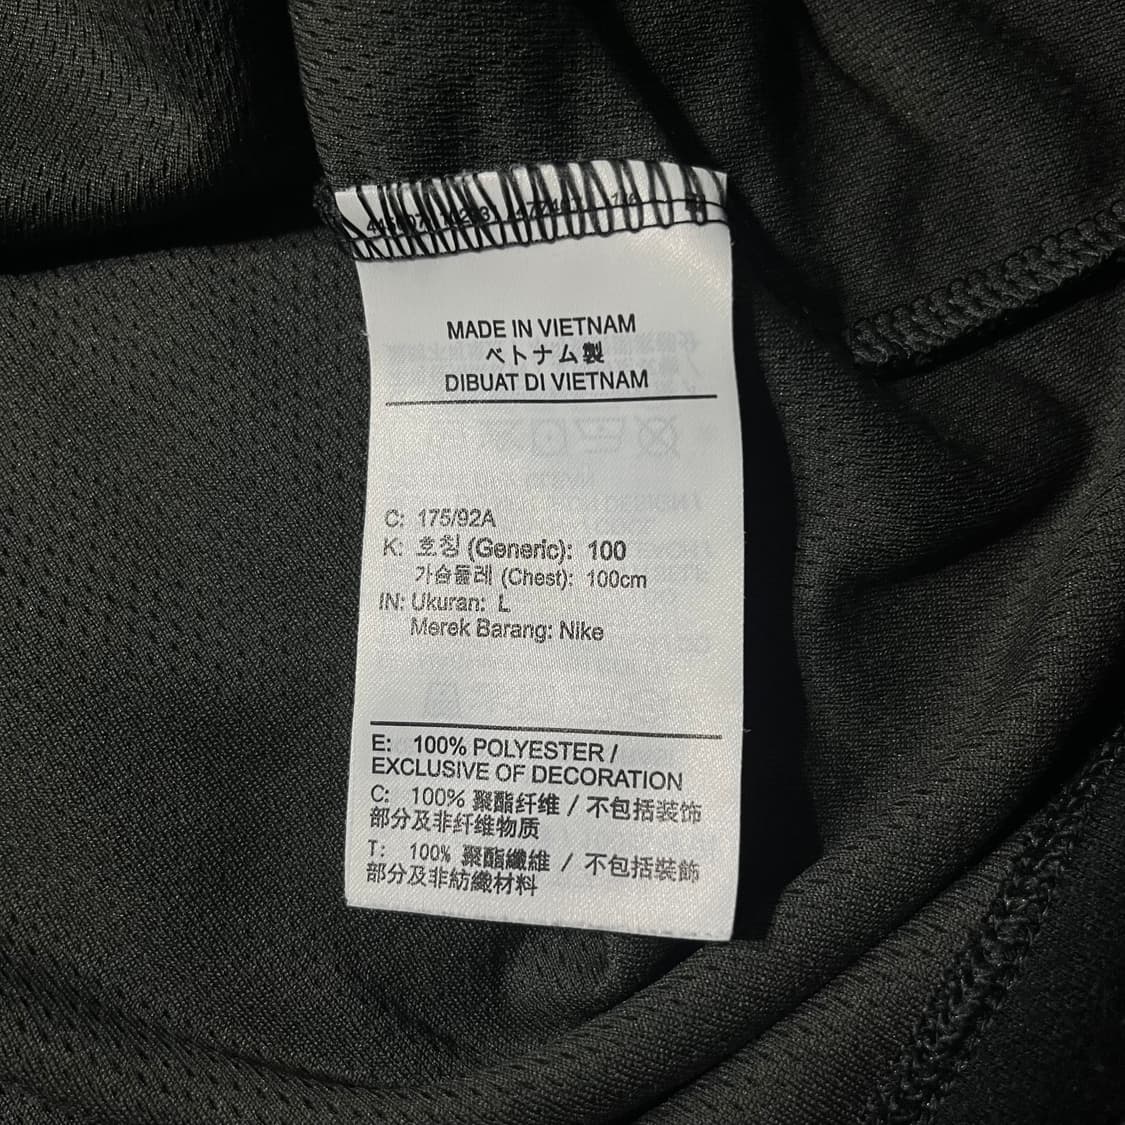 MADE IN VIETNAM
ベトナム製
DIBUAT DI VIETNAM
C: 175/92A
K: 호칭 (Generic): 100
가슴둘레 (Chest): 100cm
IN: Ukuran: L
Merek Barang: Nike
E: 100% POLYESTER /
EXCLUSIVE OF DECORATION
C: 100% 聚酯纤维 / 不包括装饰
部分及非纤维物质
T: 100% 聚酯纖維 / 不包括裝飾
部分及非紡織材料